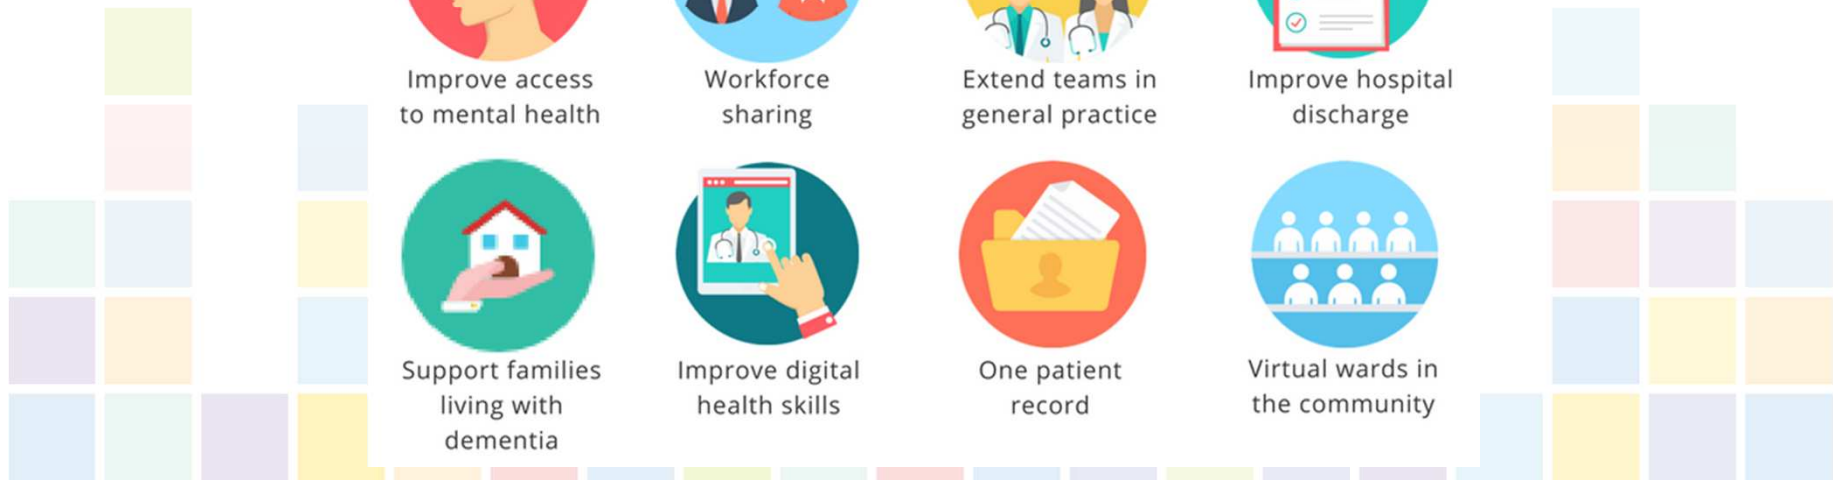 Improve access
to mental health
Workforce
sharing
Extend teams in
general practice
Improve hospital
discharge
Support families
living with
dementia
Improve digital
health skills
One patient
record
Virtual wards in
the community